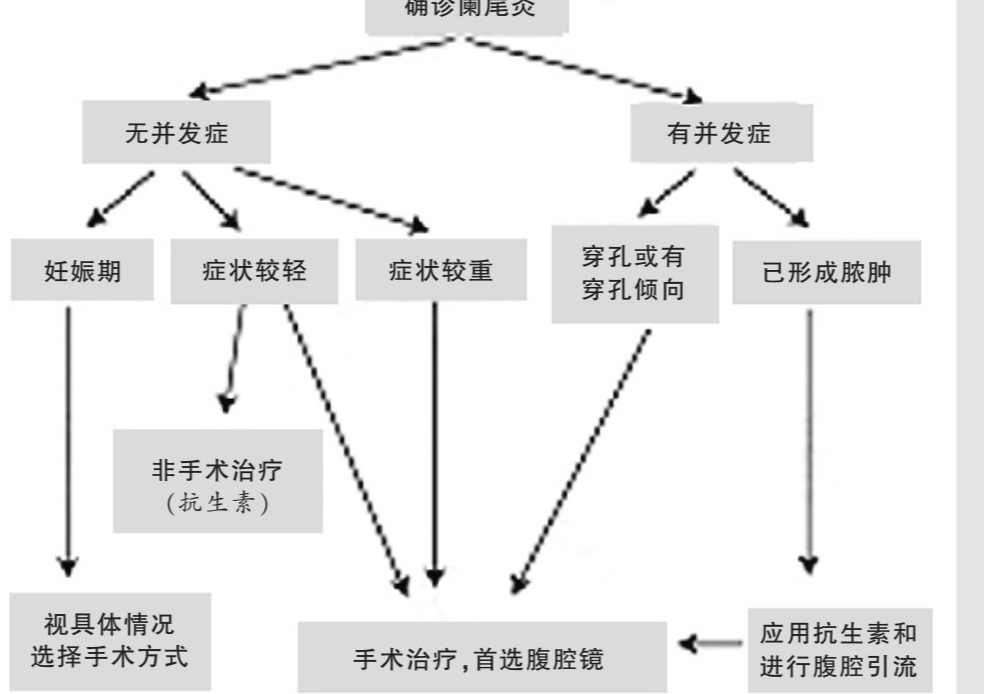 确诊阑尾炎
无并发症
有并发症
妊娠期
症状较轻
症状较重
穿孔或有
穿孔倾向
已形成脓肿
非手术治疗
(抗生素)
视具体情况
选择手术方式
手术治疗,首选腹腔镜
应用抗生素和
进行腹腔引流